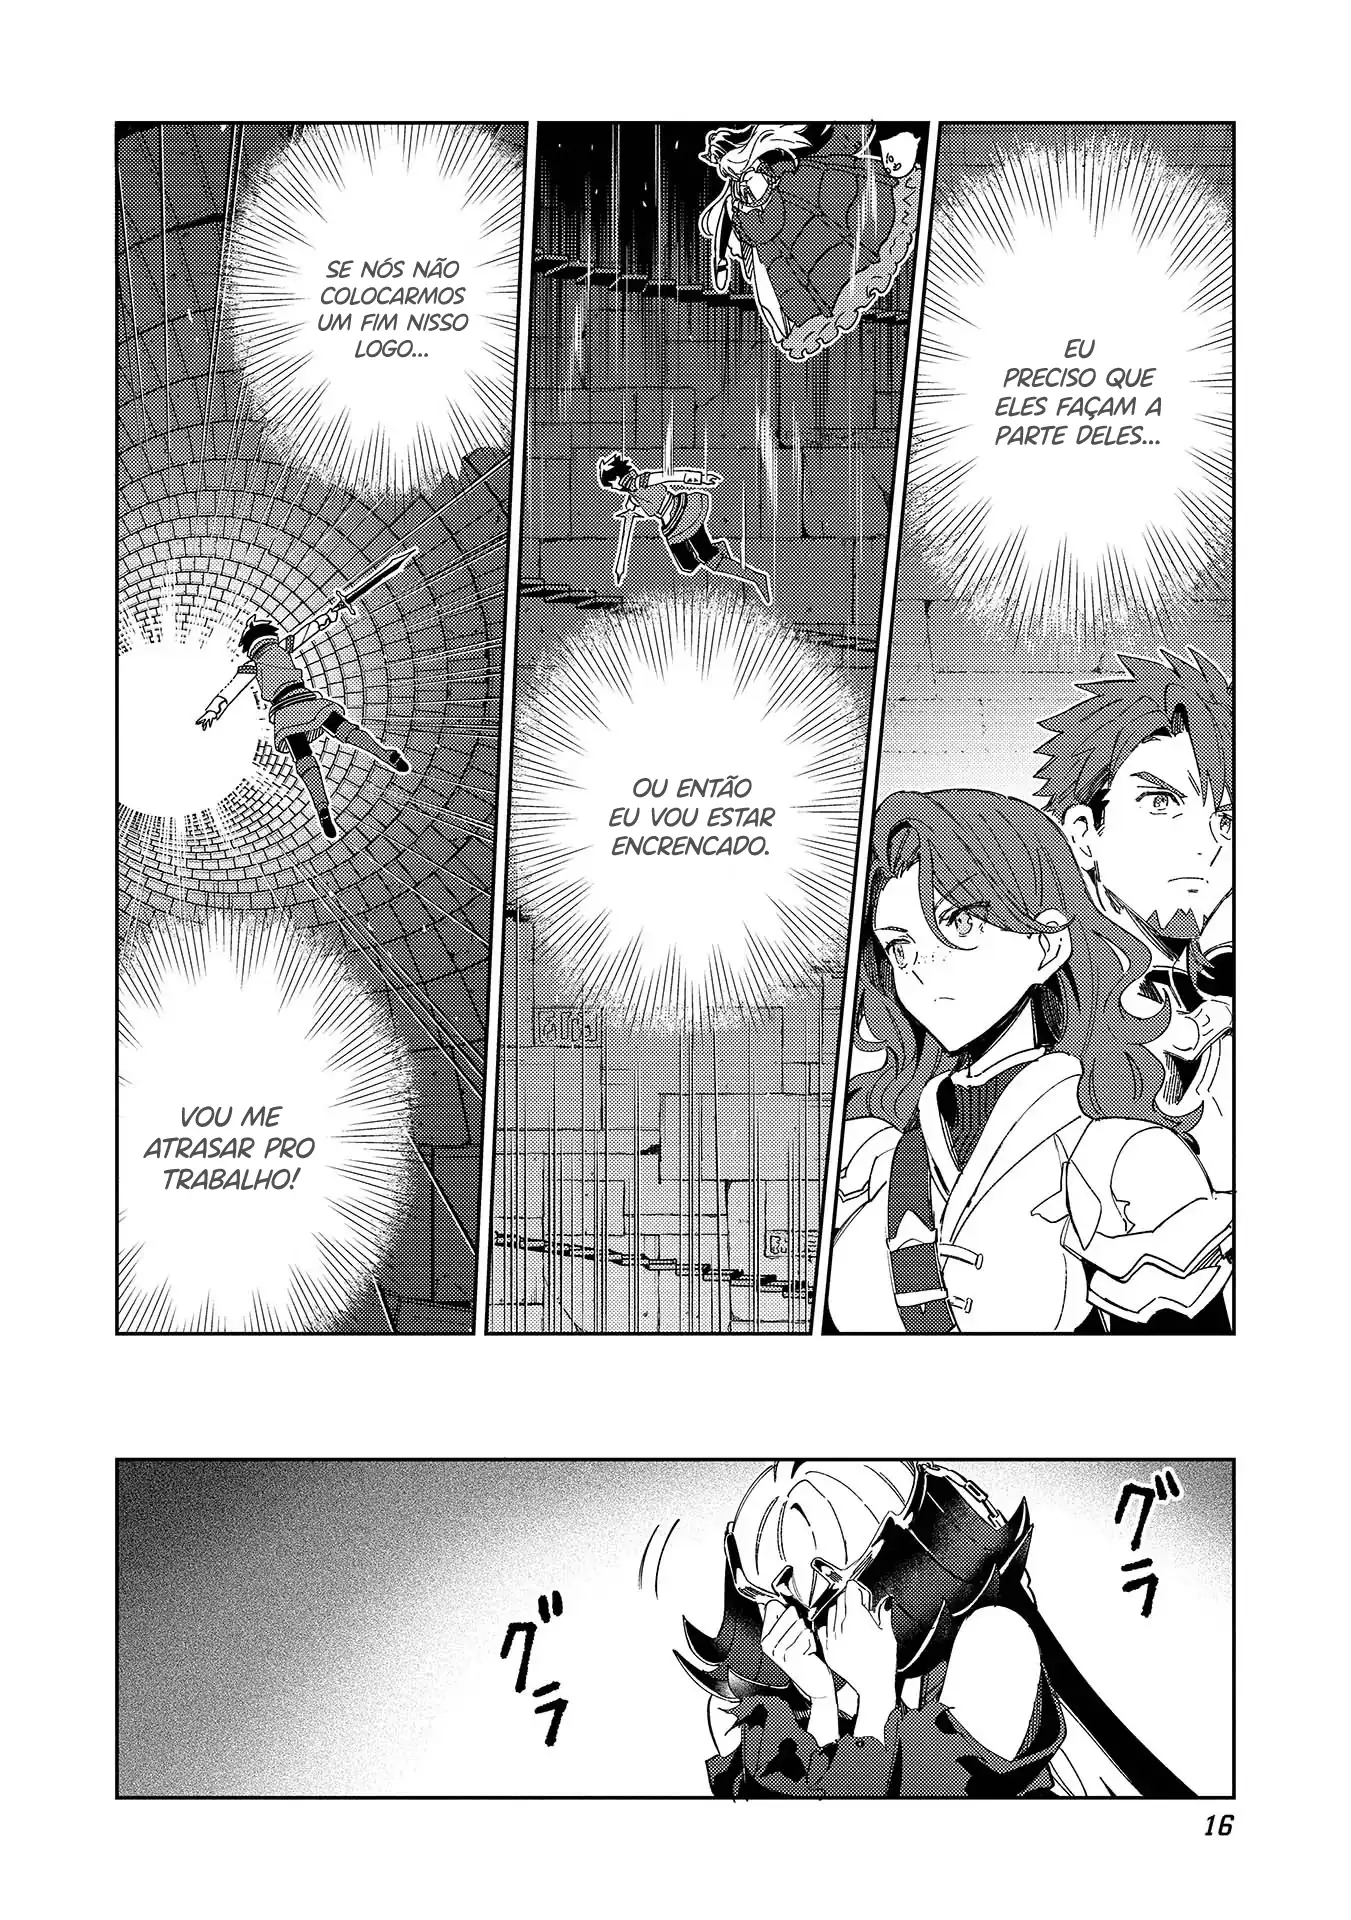 EU
PRECISO QUE
ELES FAÇAM A
PARTE DELES...
OU ENTÃO
EU VOU ESTAR
ENCRENCADO.
SE NÓS NÃO
COLOCARMOS
UM FIM NISSO
LOGO...
VOU ME
ATRASAR PRO
TRABALHO!
グラ
グラ
16